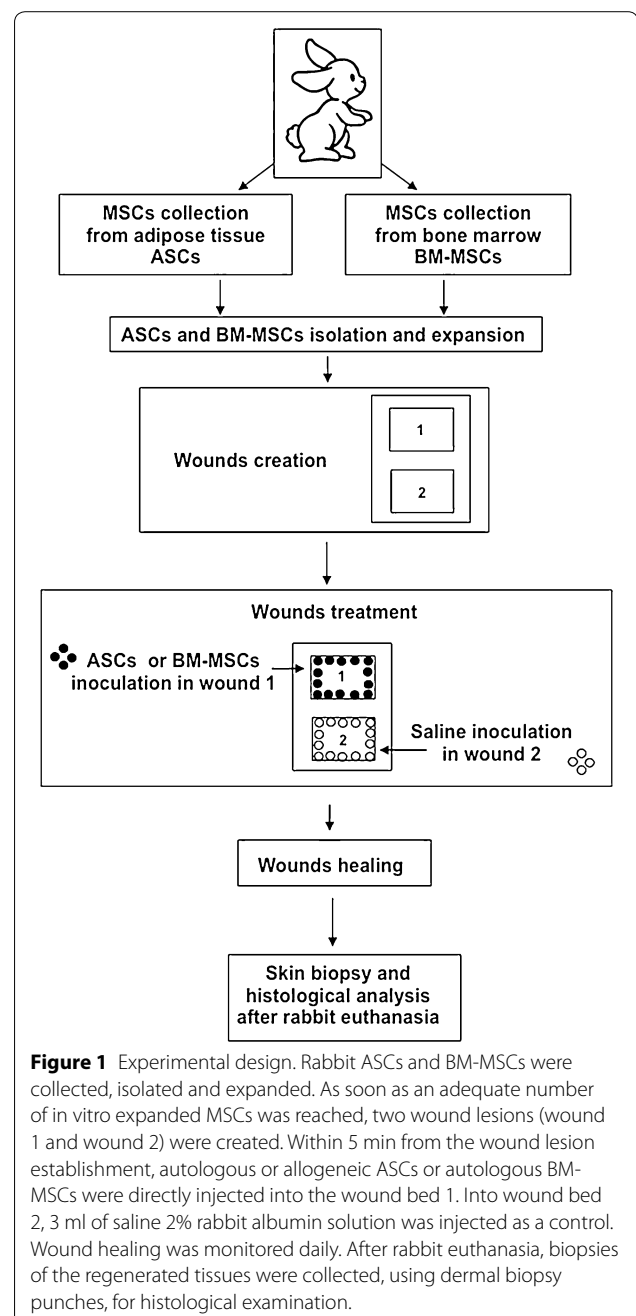 MSCs collection
from adipose tissue
ASCs
MSCs collection
from bone marrow
BM-MSCs
ASCs and BM-MSCs isolation and expansion
Wounds creation
1
2
Wounds treatment
ASCs or BM-MSCs
inoculation in wound 1
1
2
Saline inoculation
in wound 2
Wounds healing
Skin biopsy and
histological analysis
after rabbit euthanasia
Figure 1 Experimental design. Rabbit ASCs and BM-MSCs were
collected, isolated and expanded. As soon as an adequate number
of in vitro expanded MSCs was reached, two wound lesions (wound
1 and wound 2) were created. Within 5 min from the wound lesion
establishment, autologous or allogeneic ASCs or autologous BM-
MSCs were directly injected into the wound bed 1. Into wound bed
2, 3 ml of saline 2% rabbit albumin solution was injected as a control.
Wound healing was monitored daily. After rabbit euthanasia, biopsies
of the regenerated tissues were collected, using dermal biopsy
punches, for histological examination.